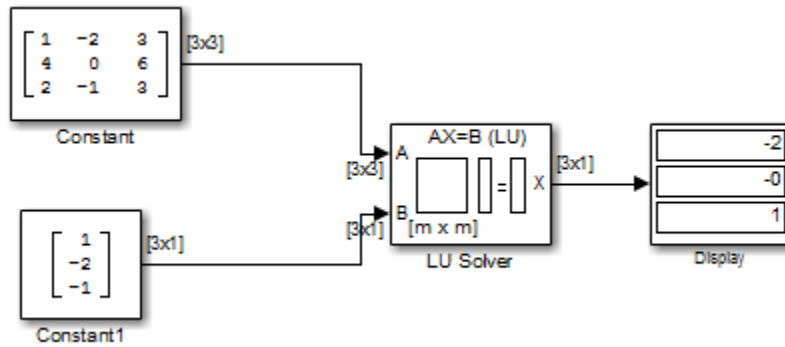 1 -2 3
4 0 6
2 -1 3
[3x3]
Constant
1
-2
-1
[3x1]
Constant1
AX=B (LU)
A
[3x3]
B
[3x1]
=
X
[m x m]
LU Solver
[3x1]
-2
-0
1
Display